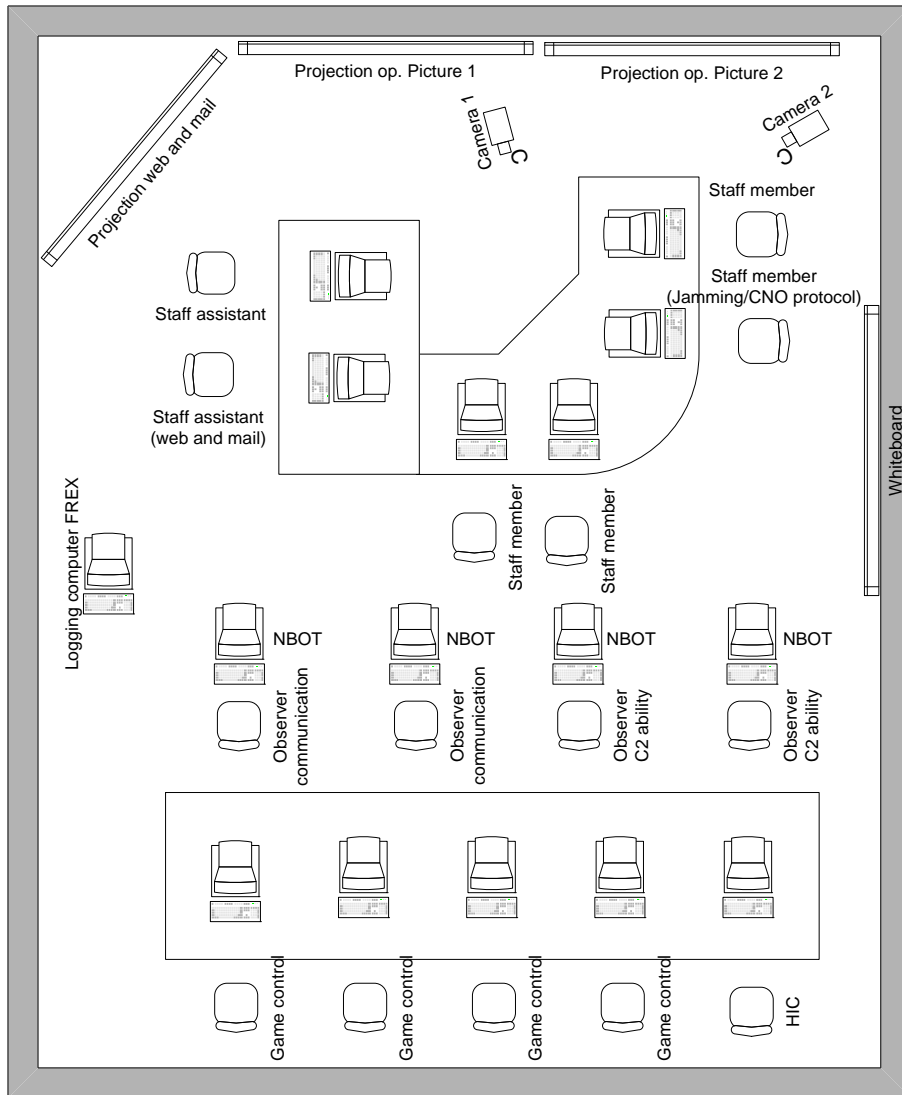 Projection op. Picture 1
Projection op. Picture 2
Projection web and mail
Camera 1
C
Camera 2
C
Staff member
Staff member
(Jamming/CNO protocol)
Staff assistant
Staff assistant
(web and mail)
Whiteboard
Staff member
Staff member
Logging computer FREX
NBOT
NBOT
NBOT
NBOT
Observer
communication
Observer
communication
Observer
C2 ability
Observer
C2 ability
Game control
Game control
Game control
Game control
HIC